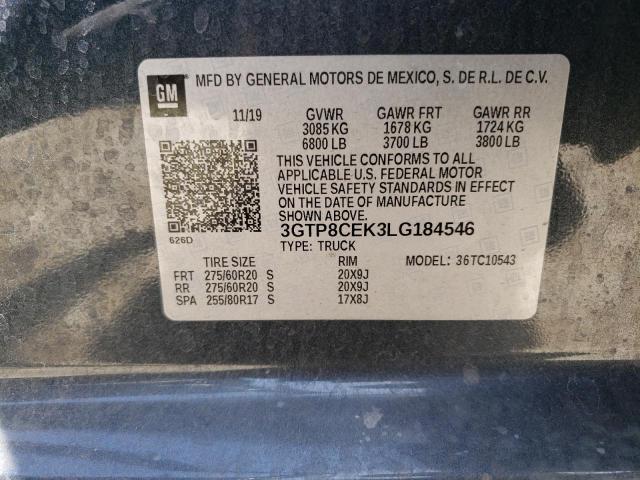 GM
MFD BY GENERAL MOTORS DE MEXICO, S. DE R.L. DE C.V.
11/19 GVWR GAWR FRT GAWR RR
3085 KG 1678 KG 1724 KG
6800 LB 3700 LB 3800 LB
THIS VEHICLE CONFORMS TO ALL
APPLICABLE U.S. FEDERAL MOTOR
VEHICLE SAFETY STANDARDS IN EFFECT
ON THE DATE OF MANUFACTURE
SHOWN ABOVE.
626D
3GTP8CEK3LG184546
TYPE: TRUCK
TIRE SIZE RIM MODEL: 36TC10543
FRT 275/60R20 S 20X9J
RR 275/60R20 S 20X9J
SPA 255/80R17 S 17X8J